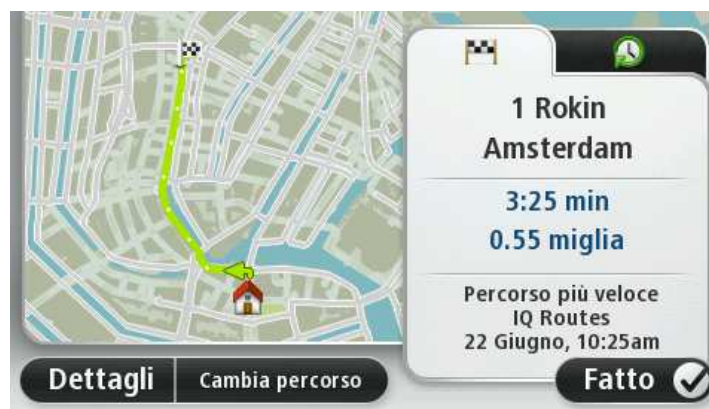 1 Rokin
Amsterdam
3:25 min
0.55 miglia
Percorso più veloce
IQ Routes
22 Giugno, 10:25am
Dettagli
Cambia percorso
Fatto